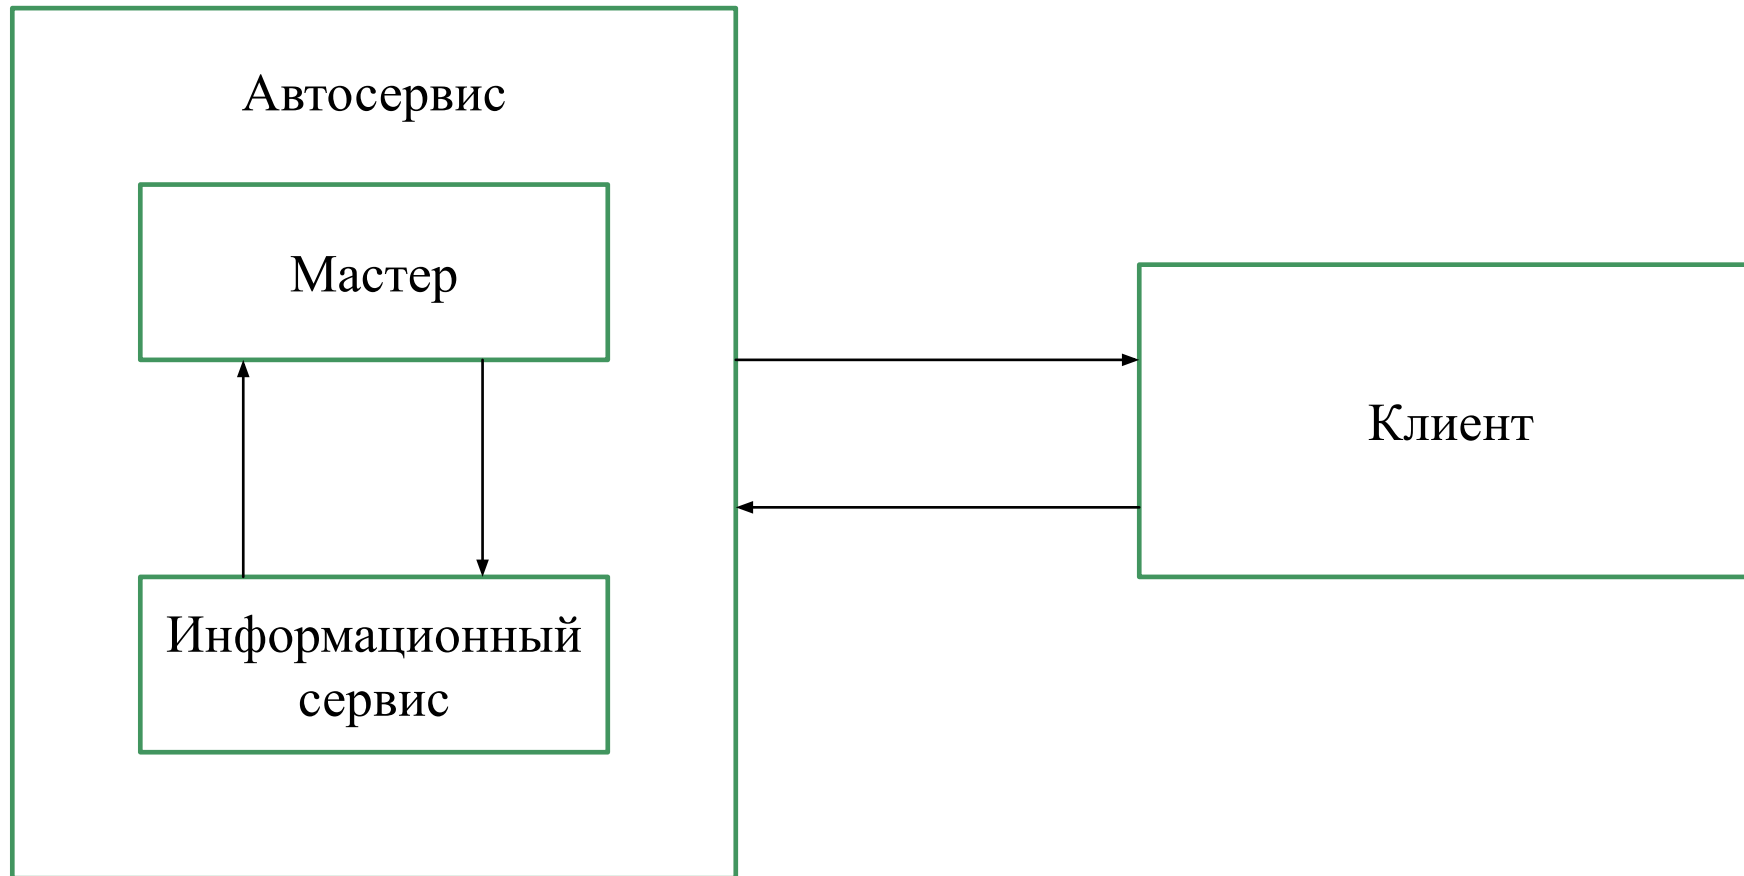 Автосервис
Мастер
Клиент
Информационный
сервис